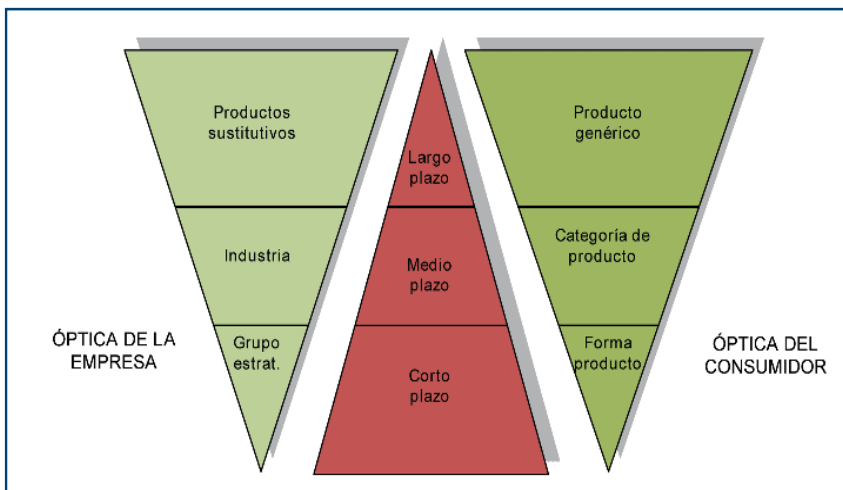 Productos
sustitutivos
Industria
Grupo
estrat.
ÓPTICA DE LA
EMPRESA
Largo
plazo
Medio
plazo
Corto
plazo
Producto
genérico
Categoría de
producto
Forma
producto
ÓPTICA DEL
CONSUMIDOR